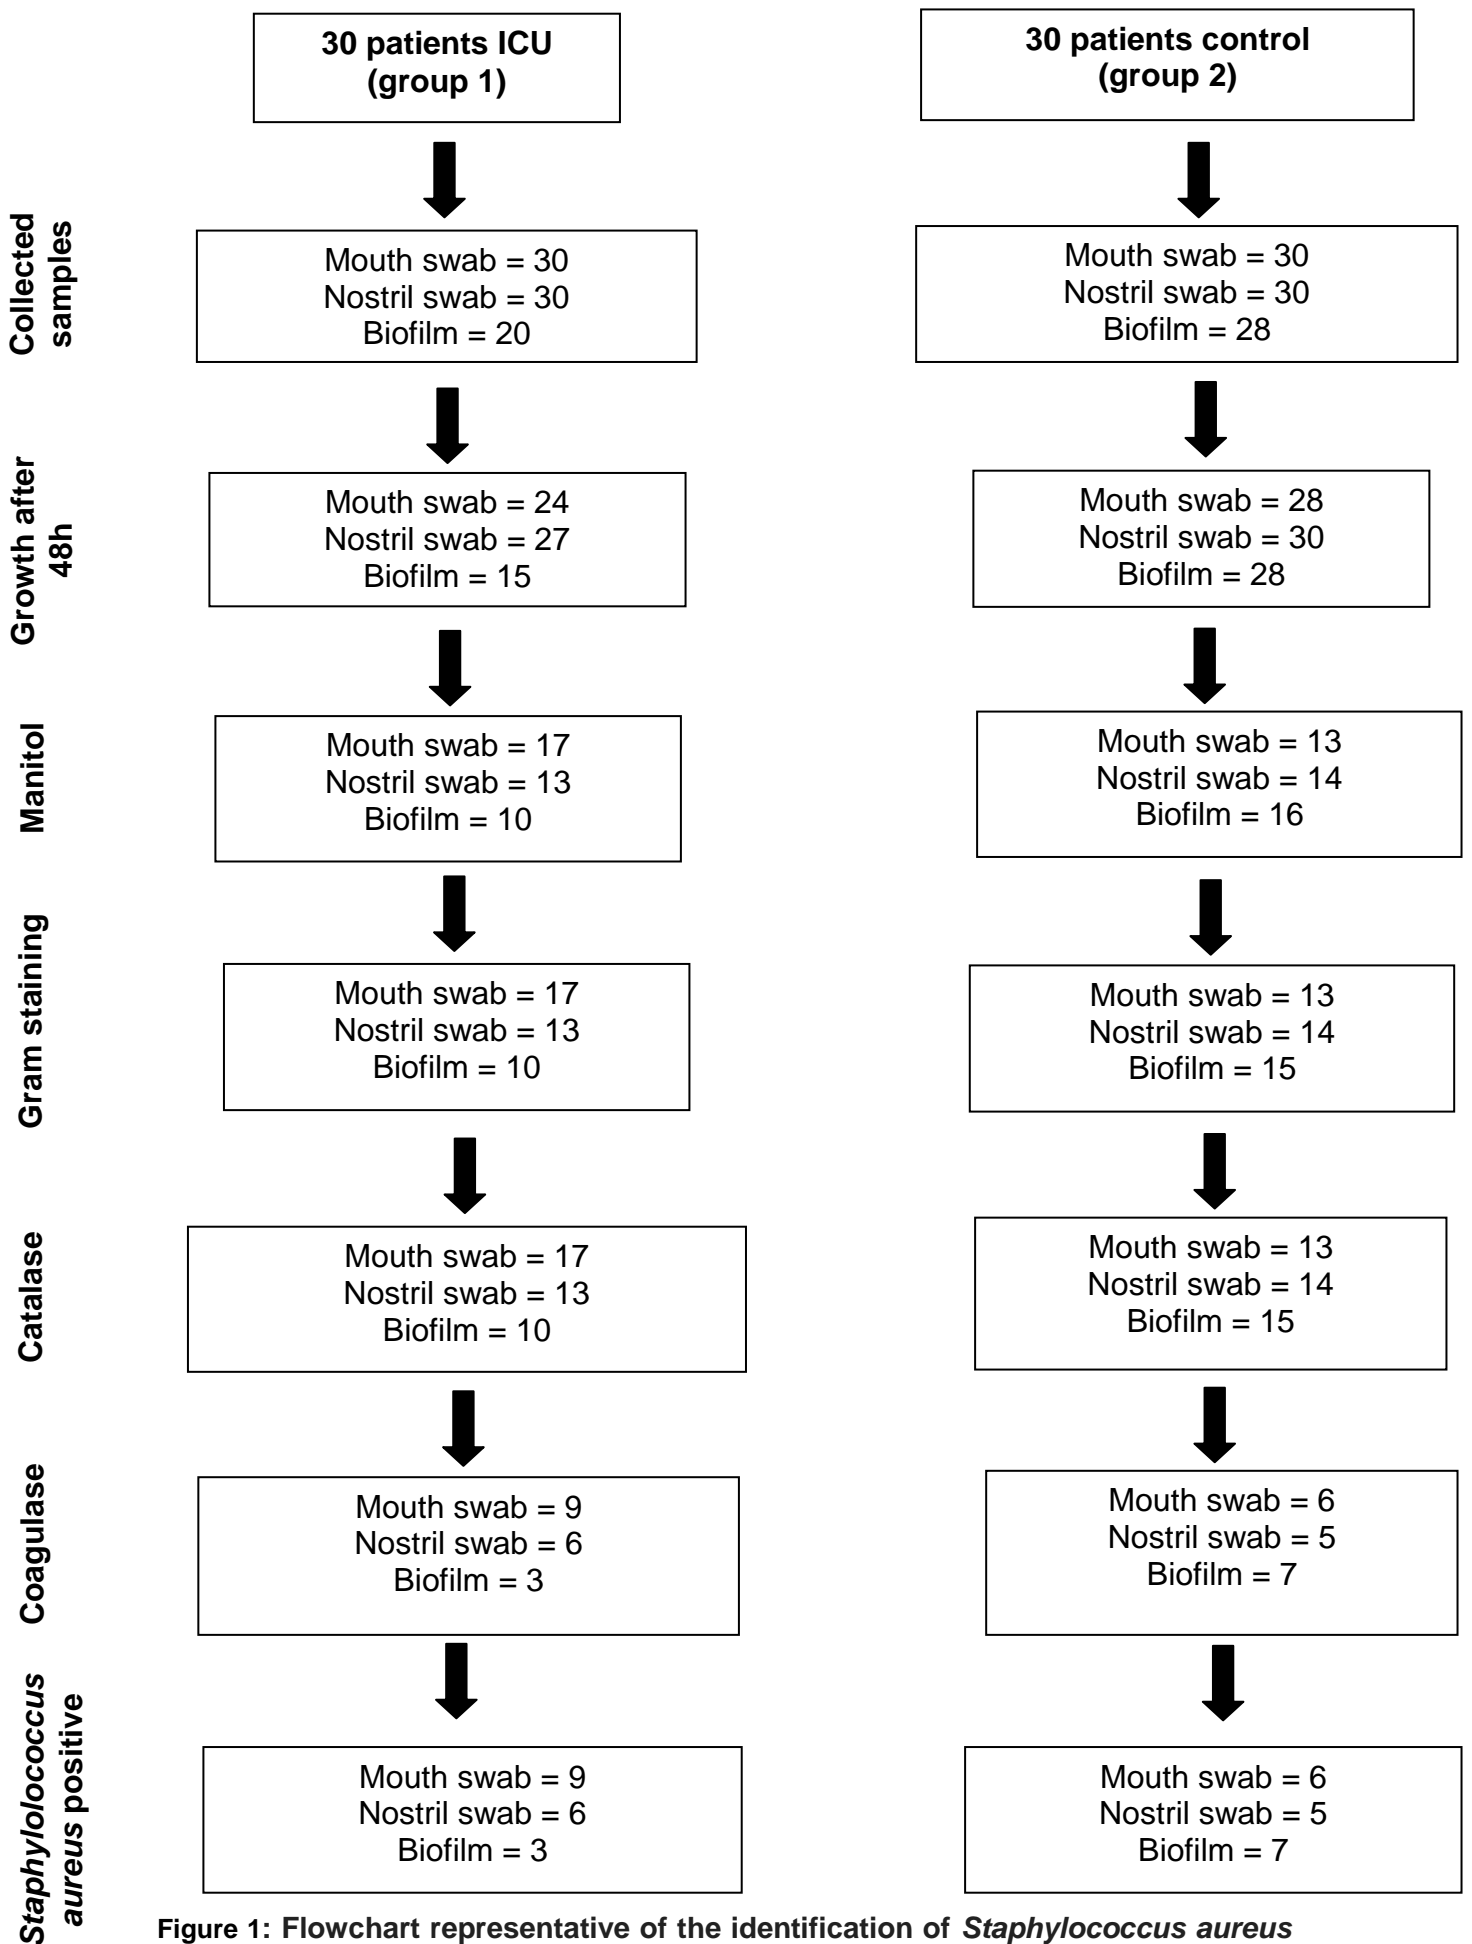 30 patients ICU
(group 1)
30 patients control
(group 2)
Collected
samples
Mouth swab = 30
Nostril swab = 30
Biofilm = 20
Mouth swab = 30
Nostril swab = 30
Biofilm = 28
Growth after
48h
Mouth swab = 24
Nostril swab = 27
Biofilm = 15
Mouth swab = 28
Nostril swab = 30
Biofilm = 28
Manitol
Mouth swab = 17
Nostril swab = 13
Biofilm = 10
Mouth swab = 13
Nostril swab = 14
Biofilm = 16
Gram staining
Mouth swab = 17
Nostril swab = 13
Biofilm = 10
Mouth swab = 13
Nostril swab = 14
Biofilm = 15
Catalase
Mouth swab = 17
Nostril swab = 13
Biofilm = 10
Mouth swab = 13
Nostril swab = 14
Biofilm = 15
Coagulase
Mouth swab = 9
Nostril swab = 6
Biofilm = 3
Mouth swab = 6
Nostril swab = 5
Biofilm = 7
Staphylolococcus
aureus positive
Mouth swab = 9
Nostril swab = 6
Biofilm = 3
Mouth swab = 6
Nostril swab = 5
Biofilm = 7
Figure 1: Flowchart representative of the identification of Staphylococcus aureus